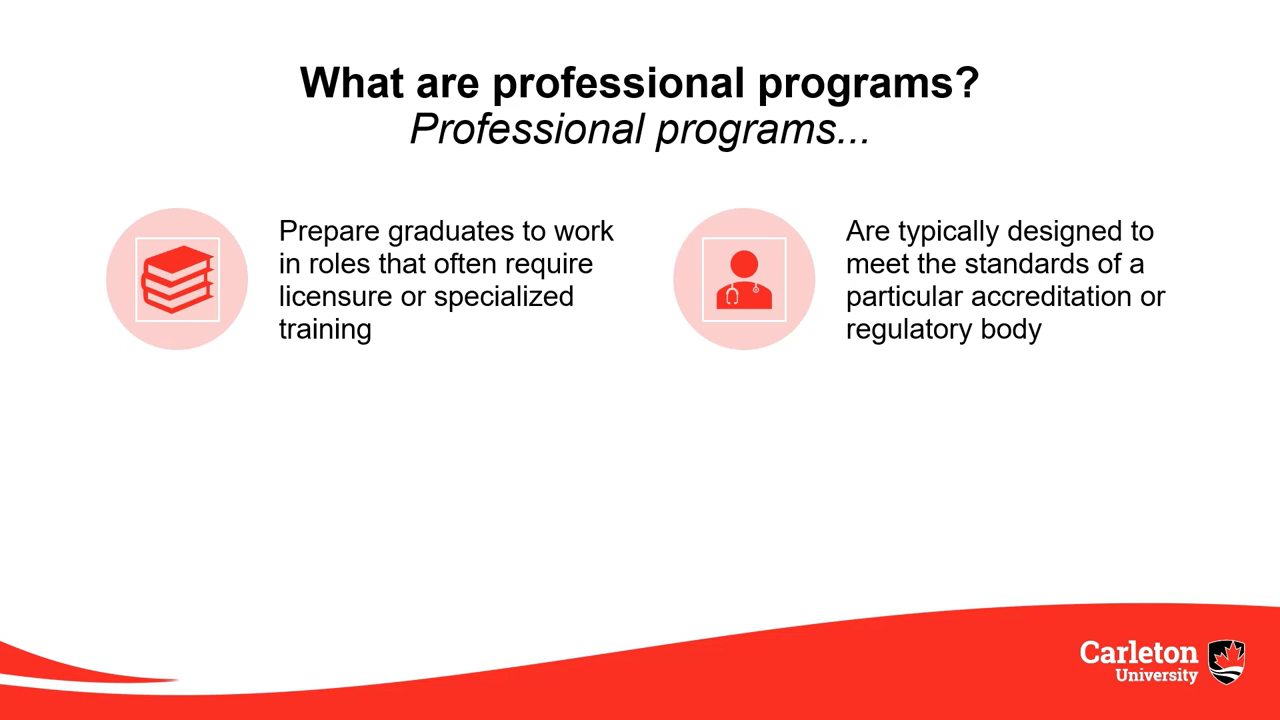 What are professional programs?
Professional programs...
Prepare graduates to work
in roles that often require
licensure or specialized
training
Are typically designed to
meet the standards of a
particular accreditation or
regulatory body
Carleton
University